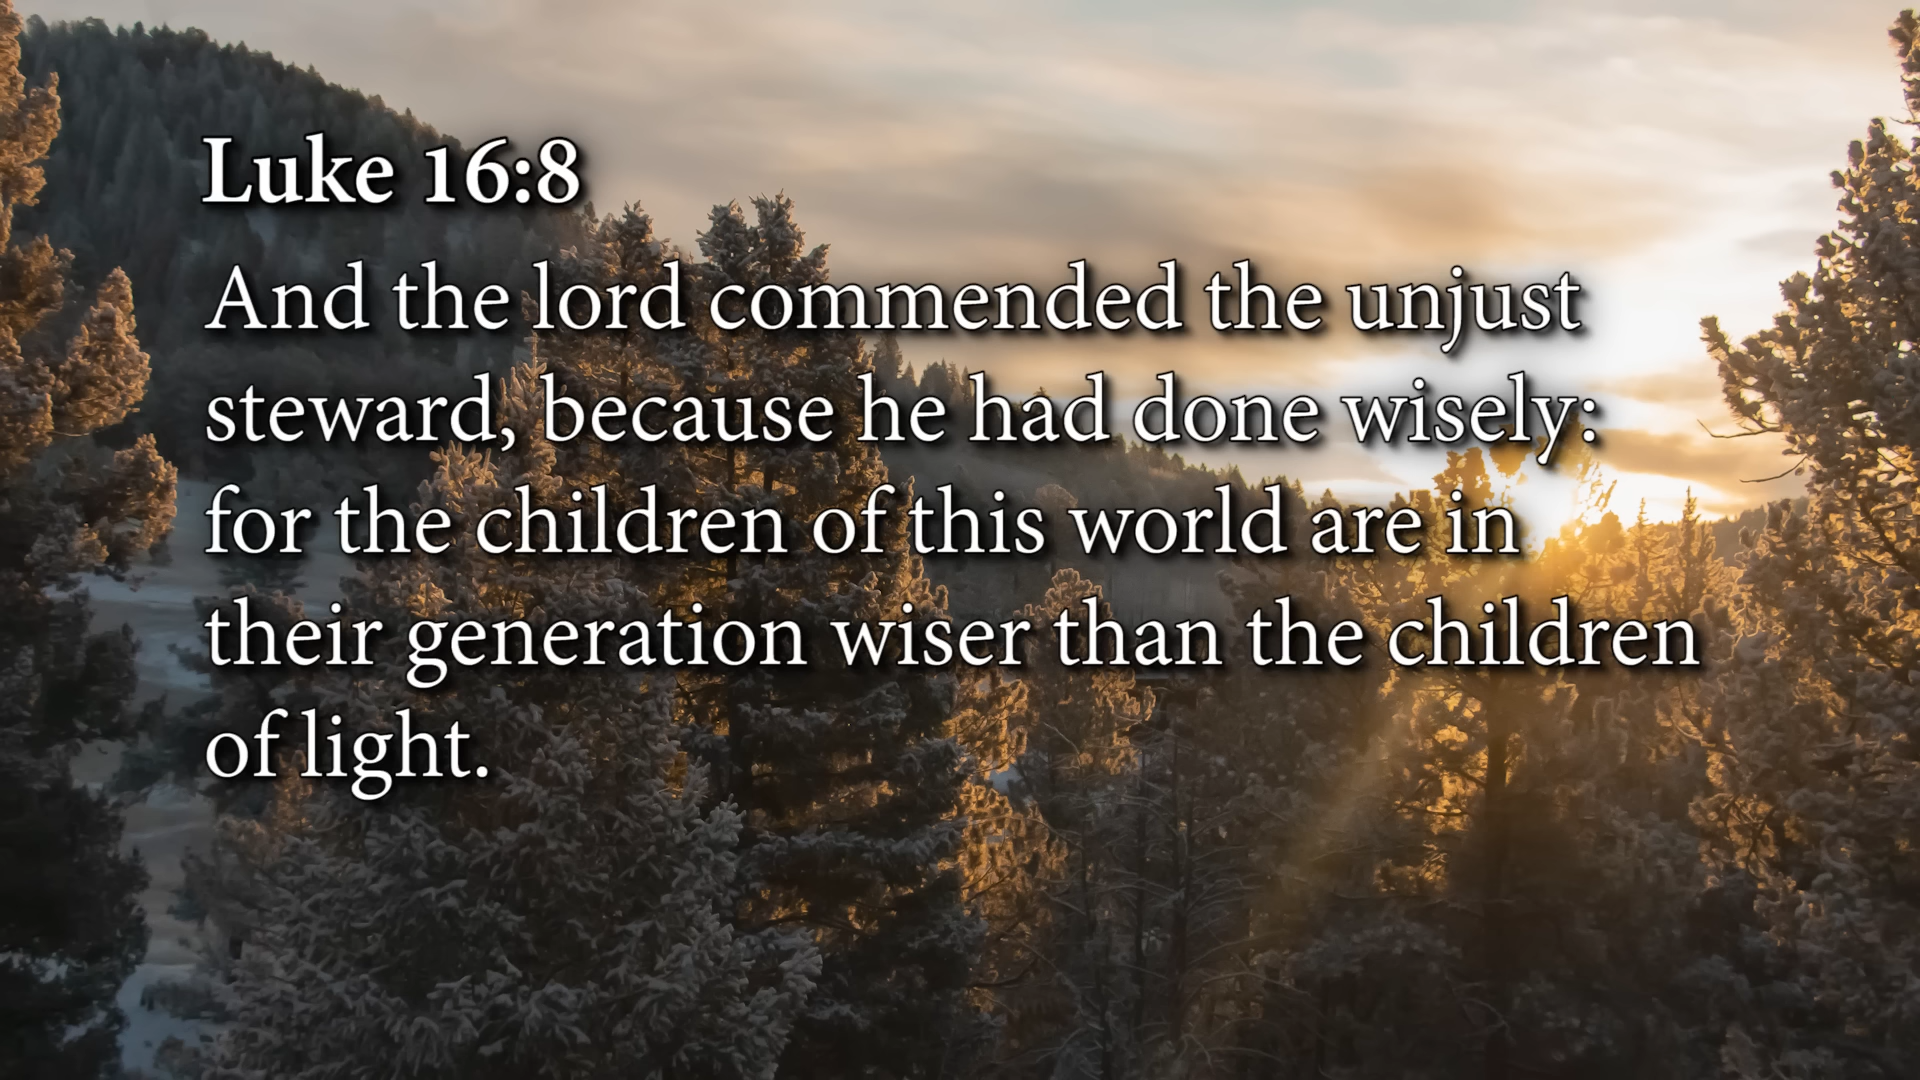 Luke 16:8
And the lord commended the unjust
steward, because he had done wisely:
for the children of this world are in
their generation wiser than the children
of light.